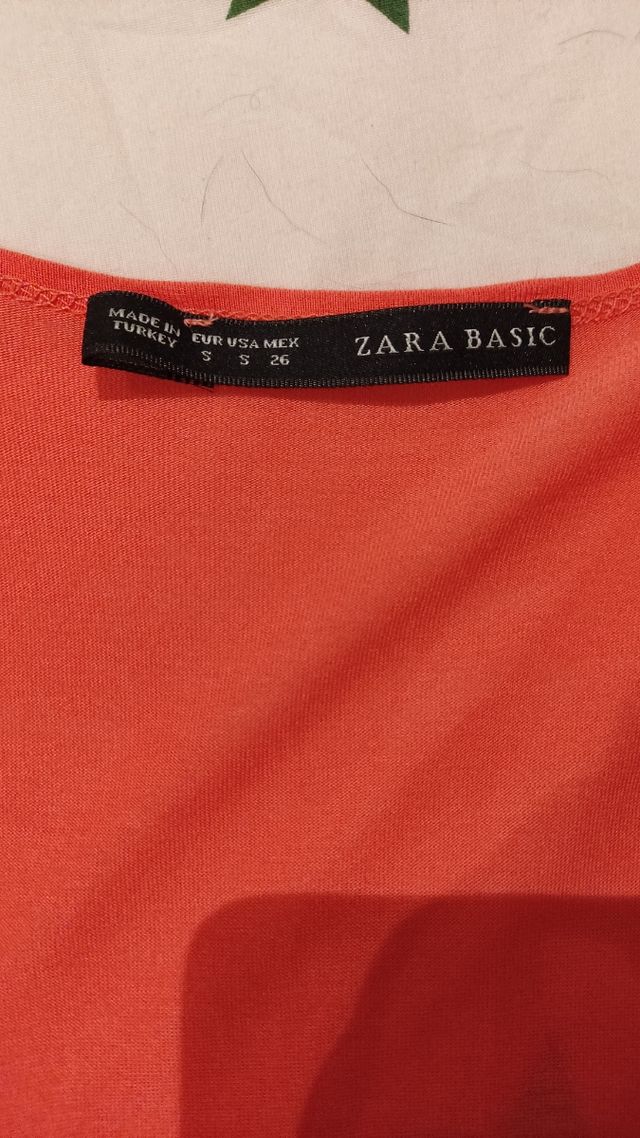 MADE IN
TURKEY
EUR USA MEX
S S 26
ZARA BASIC